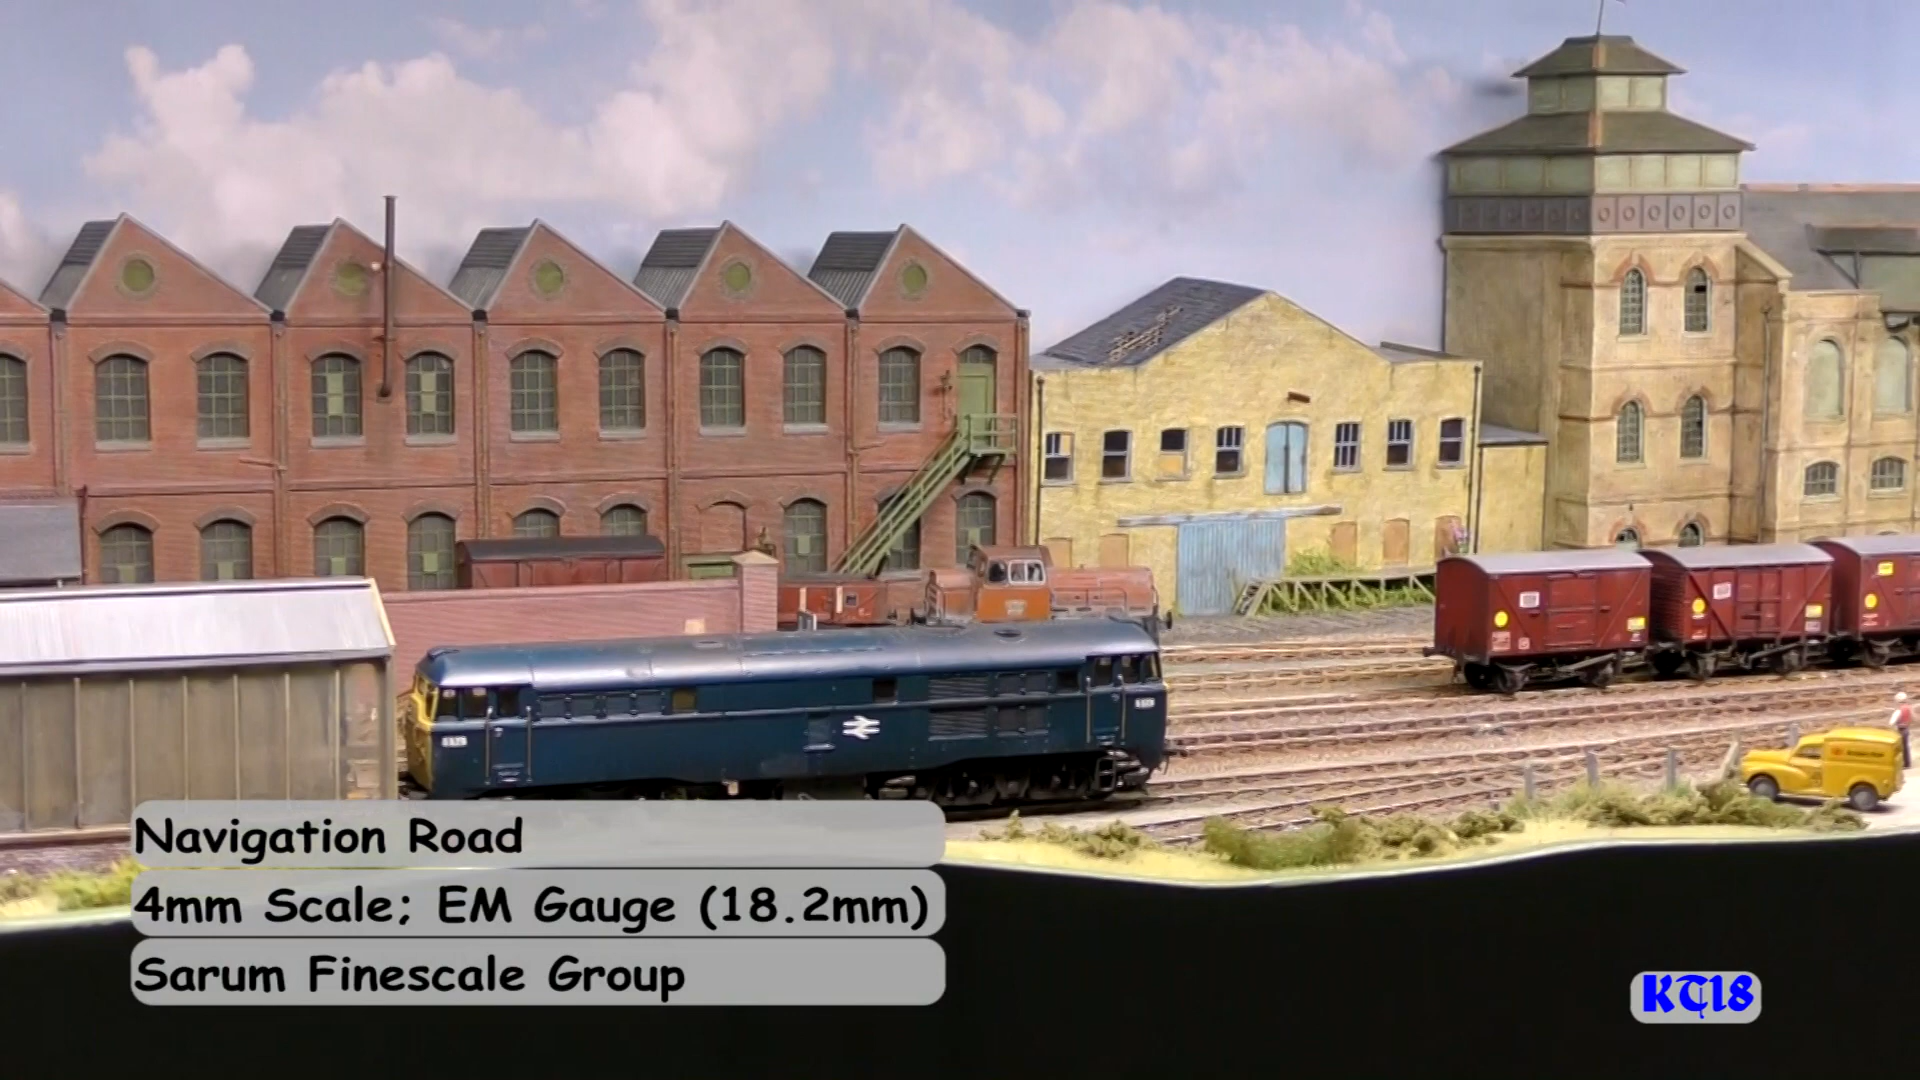 Navigation Road
4mm Scale; EM Gauge (18.2mm)
Sarum Finescale Group
KT18